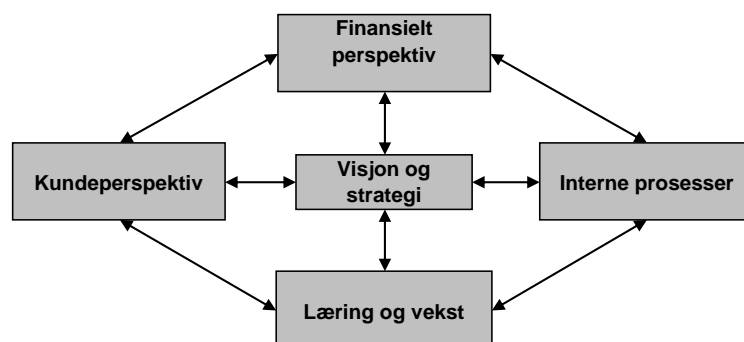 Finansielt
perspektiv
Kundeperspektiv
Visjon og
strategi
Interne prosesser
Læring og vekst